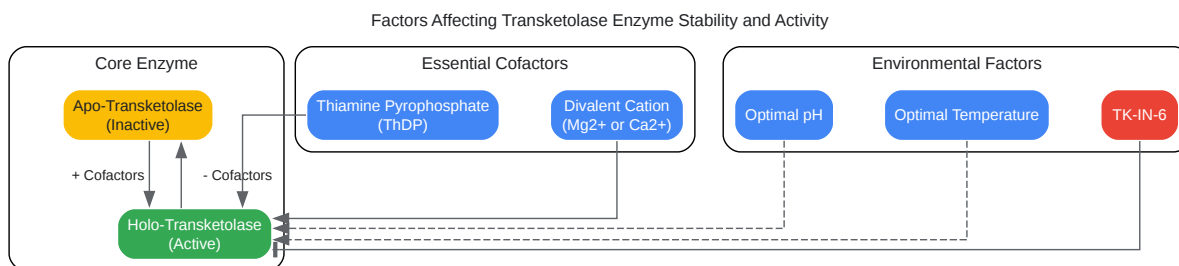 Factors Affecting Transketolase Enzyme Stability and Activity
Core Enzyme
Essential Cofactors
Environmental Factors
Apo-Transketolase
(Inactive)
Thiamine Pyrophosphate
(ThDP)
Divalent Cation
(Mg2+ or Ca2+)
Optimal pH
Optimal Temperature
TK-IN-6
+ Cofactors
- Cofactors
Holo-Transketolase
(Active)